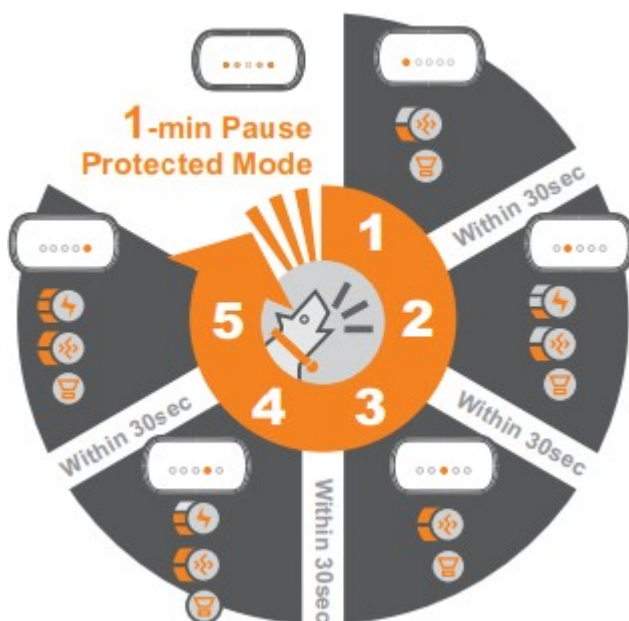 1-min Pause
Protected Mode
1
Within 30sec
2
Within 30sec
3
Within 30sec
4
Within 30sec
5